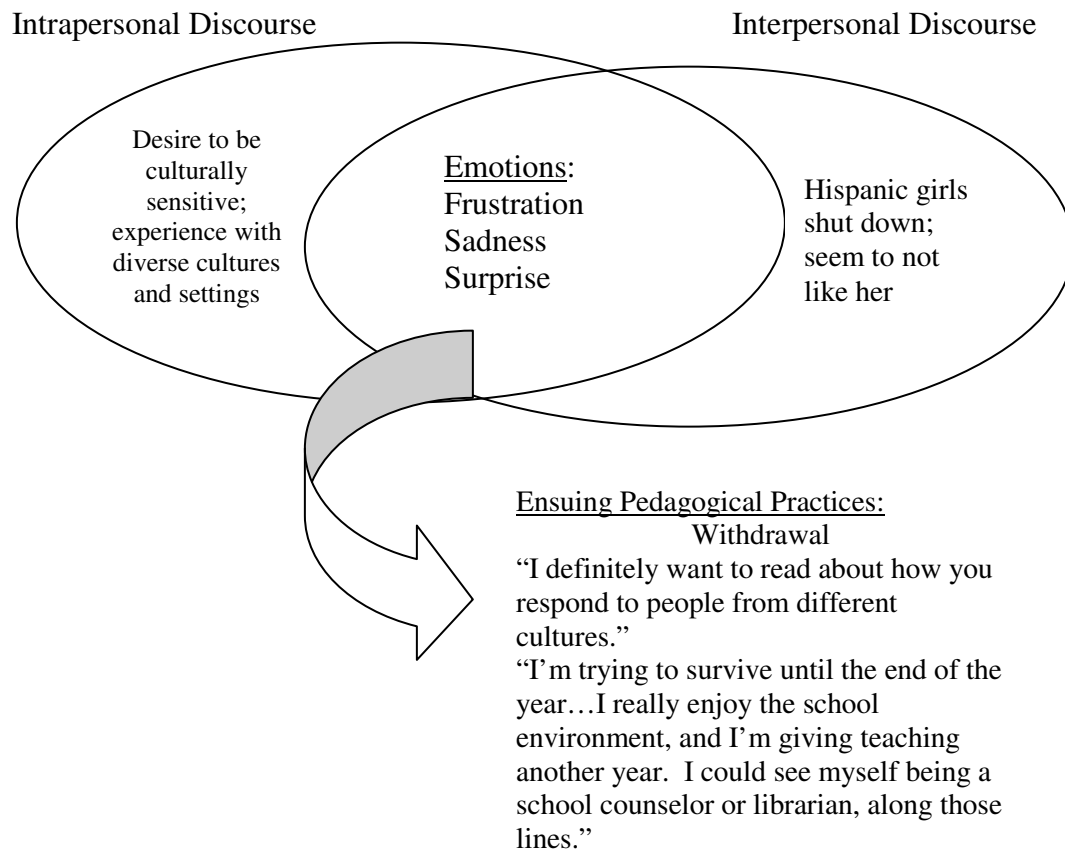 Intrapersonal Discourse
Interpersonal Discourse
Desire to be
culturally
sensitive;
experience with
diverse cultures
and settings
Emotions:
Frustration
Sadness
Surprise
Hispanic girls
shut down;
seem to not
like her
Ensuing Pedagogical Practices:
Withdrawal
“I definitely want to read about how you
respond to people from different
cultures.”
“I’m trying to survive until the end of the
year…I really enjoy the school
environment, and I’m giving teaching
another year.  I could see myself being a
school counselor or librarian, along those
lines.”